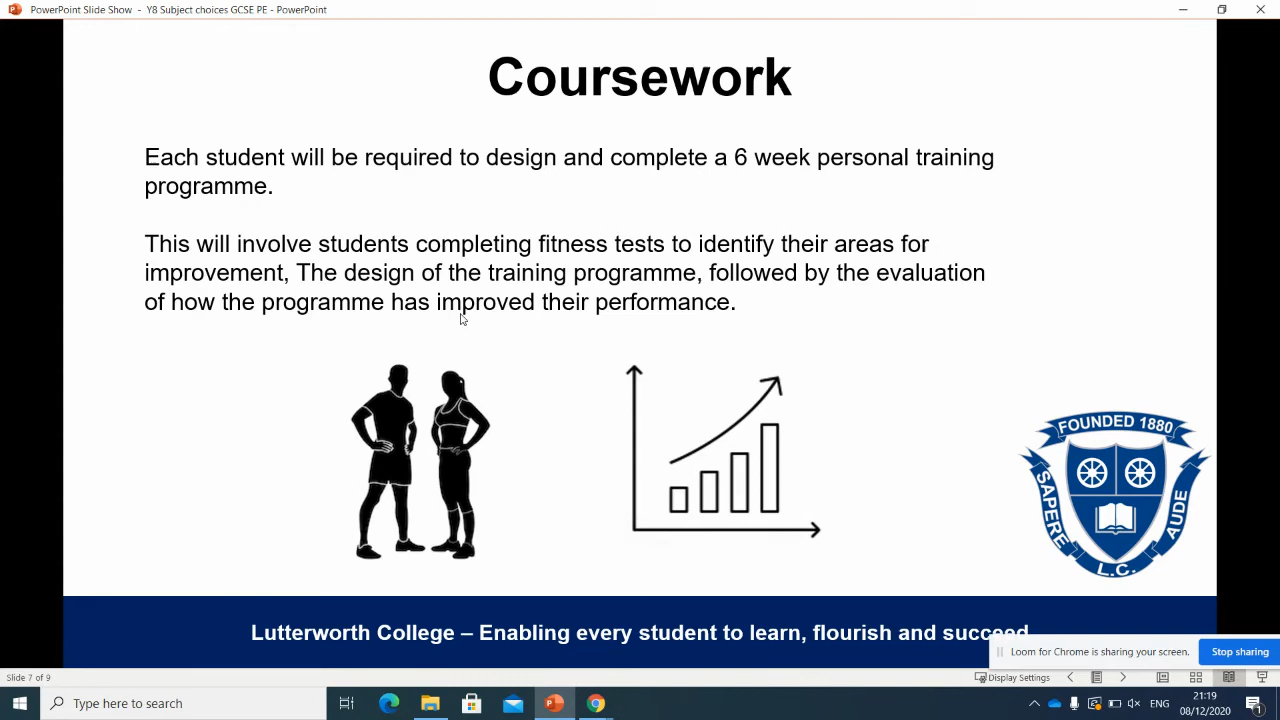 PowerPoint Slide Show - Y8 Subject choices GCSE PE - PowerPoint
Coursework
Each student will be required to design and complete a 6 week personal training
programme.
This will involve students completing fitness tests to identify their areas for
improvement, The design of the training programme, followed by the evaluation
of how the programme has improved their performance.
FOUNDED 1880
SAPERE
AUDE
L.C.
Lutterworth College – Enabling every student to learn, flourish and succeed
Loom for Chrome is sharing your screen.
Stop sharing
Slide 7 of 9
Display Settings
Type here to search
ENG
21:19
08/12/2020
1